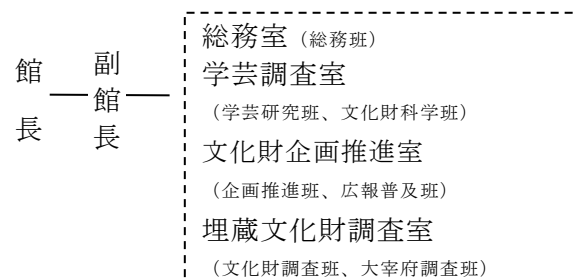 館長
副館長
総務室（総務班）
学芸調査室
（学芸研究班、文化財科学班）
文化財企画推進室
（企画推進班、広報普及班）
埋蔵文化財調査室
（文化財調査班、大宰府調査班）